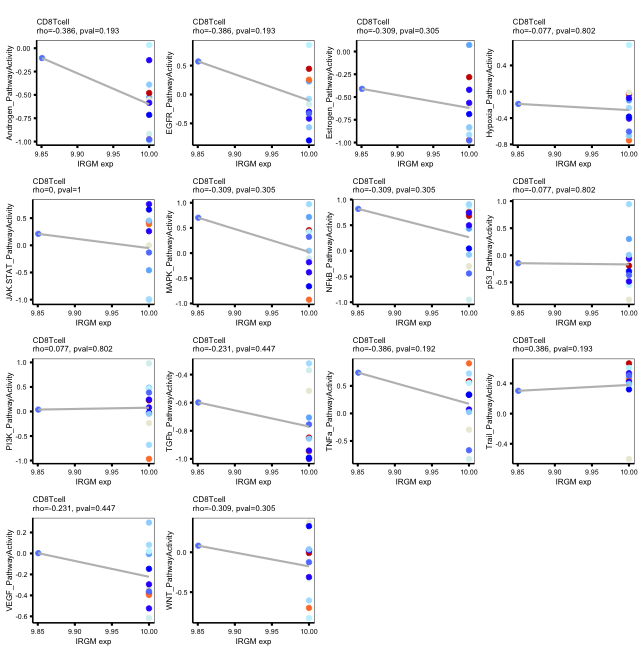 CD8Tcell
rho=-0.386, pval=0.193
Androgen_PathwayActivity
0.00
-0.25
-0.50
-0.75
-1.00
9.85
9.90
9.95
10.00
IRGM exp
CD8Tcell
rho=-0.386, pval=0.193
EGFR_PathwayActivity
0.5
0.0
-0.5
9.85
9.90
9.95
10.00
IRGM exp
CD8Tcell
rho=-0.309, pval=0.305
Estrogen_PathwayActivity
0.00
-0.25
-0.50
-0.75
-1.00
9.85
9.90
9.95
10.00
IRGM exp
CD8Tcell
rho=-0.077, pval=0.802
Hypoxia_PathwayActivity
0.4
0.0
-0.4
-0.8
9.85
9.90
9.95
10.00
IRGM exp
CD8Tcell
rho=0, pval=1
JAK-STAT_PathwayActivity
0.5
0.0
-0.5
-1.0
9.85
9.90
9.95
10.00
IRGM exp
CD8Tcell
rho=-0.309, pval=0.305
MAPK_PathwayActivity
1.0
0.5
0.0
-0.5
-1.0
9.85
9.90
9.95
10.00
IRGM exp
CD8Tcell
rho=-0.309, pval=0.305
NFkB_PathwayActivity
1.0
0.5
0.0
-0.5
-1.0
9.85
9.90
9.95
10.00
IRGM exp
CD8Tcell
rho=-0.077, pval=0.802
p53_PathwayActivity
1.0
0.5
0.0
-0.5
9.85
9.90
9.95
10.00
IRGM exp
CD8Tcell
rho=0.077, pval=0.802
PI3K_PathwayActivity
1.0
0.5
0.0
-0.5
-1.0
9.85
9.90
9.95
10.00
IRGM exp
CD8Tcell
rho=-0.231, pval=0.447
TGFb_PathwayActivity
-0.4
-0.6
-0.8
-1.0
9.85
9.90
9.95
10.00
IRGM exp
CD8Tcell
rho=-0.386, pval=0.192
TNFa_PathwayActivity
0.5
0.0
-0.5
9.85
9.90
9.95
10.00
IRGM exp
CD8Tcell
rho=0.386, pval=0.193
Trail_PathwayActivity
0.4
0.0
-0.4
9.85
9.90
9.95
10.00
IRGM exp
CD8Tcell
rho=-0.231, pval=0.447
VEGF_PathwayActivity
0.2
0.0
-0.2
-0.4
-0.6
9.85
9.90
9.95
10.00
IRGM exp
CD8Tcell
rho=-0.309, pval=0.305
WNT_PathwayActivity
0.0
-0.5
9.85
9.90
9.95
10.00
IRGM exp